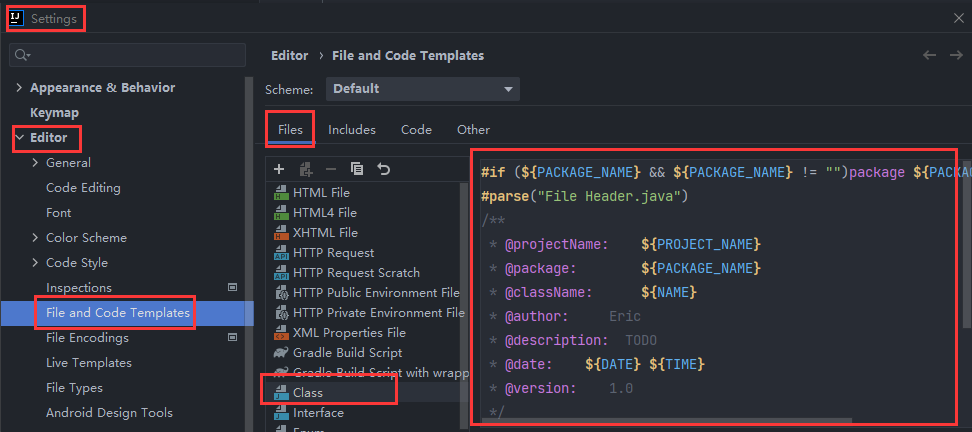 IJ Settings
Editor › File and Code Templates
Scheme: Default
Files Includes Code Other
Appearance & Behavior
Keymap
Editor
General
Code Editing
Font
Color Scheme
Code Style
Inspections
File and Code Templates
File Encodings
Live Templates
File Types
Android Design Tools
HTML File
HTML4 File
XHTML File
HTTP Request
HTTP Request Scratch
HTTP Public Environment File
HTTP Private Environment File
XML Properties File
Gradle Build Script
Gradle Build Script with wrapp
Class
Interface
#if (${PACKAGE_NAME} && ${PACKAGE_NAME} != "")package ${PACKAG
#parse("File Header.java")
/**
* @projectName: ${PROJECT_NAME}
* @package: ${PACKAGE_NAME}
* @className: ${NAME}
* @author: Eric
* @description: TODO
* @date: ${DATE} ${TIME}
* @version: 1.0
*/